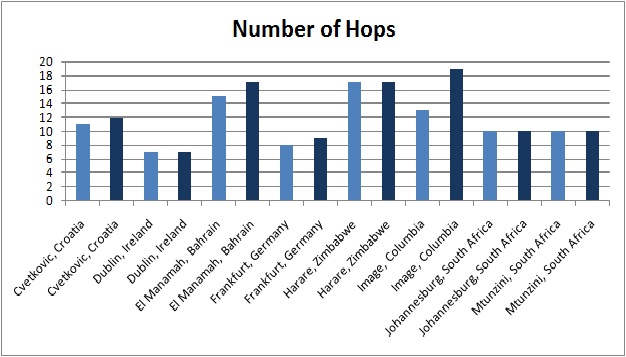 Number of Hops
20
18
16
14
12
10
8
6
4
2
0
Cvetkovic, Croatia
Cvetkovic, Croatia
Dublin, Ireland
Dublin, Ireland
El Manamah, Bahrain
El Manamah, Bahrain
Frankfurt, Germany
Frankfurt, Germany
Harare, Zimbabwe
Harare, Zimbabwe
Image, Columbia
Image, Columbia
Johannesburg, South Africa
Johannesburg, South Africa
Mtunzini, South Africa
Mtunzini, South Africa